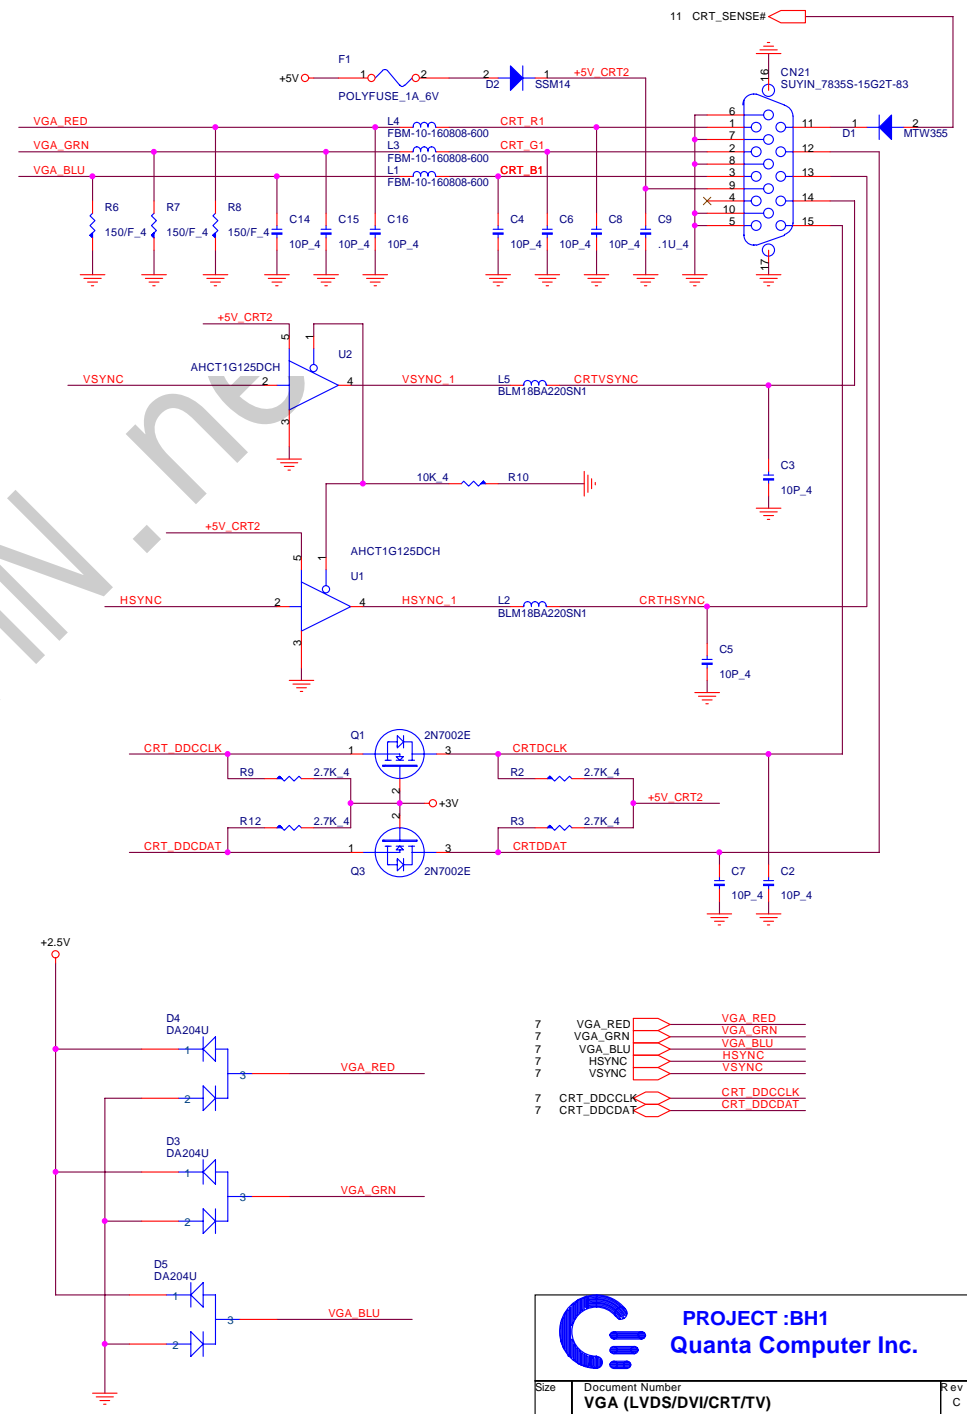 11 CRT_SENSE#
F1
+5V 1 2 2 D2 1 +5V_CRT2
POLYFUSE_1A_6V SSM14
16 CN21
SUYIN_7835S-15G2T-83
VGA_RED L4 CRT_R1
FBM-10-160808-600
VGA_GRN L3 CRT_G1
FBM-10-160808-600
VGA_BLU L1 CRT_B1
FBM-10-160808-600
6
1 11 D1 1 2 MTW355
7
2 12
8
3 13
9
4 14
10
5 15
17
R6 R7 R8 C14 C15 C16 C4 C6 C8 C9
150/F_4 150/F_4 150/F_4 10P_4 10P_4 10P_4 10P_4 10P_4 10P_4 .1U_4
+5V_CRT2
5 1 U2
AHCT1G125DCH
VSYNC 2 4 VSYNC_1 L5 CRTVSYNC
BLM18BA220SN1
3
10K_4 R10
C3
10P_4
+5V_CRT2
5 1 AHCT1G125DCH
U1
HSYNC 2 4 HSYNC_1 L2 CRTHSYNC
BLM18BA220SN1
3
C5
10P_4
IN.ne
Q1 2N7002E
CRT_DDCCLK 1 3 CRTDCLK
R9 2.7K_4 2 R2 2.7K_4
+3V +5V_CRT2
R12 2.7K_4 2 R3 2.7K_4
CRT_DDCDAT 1 3 CRTDDAT
Q3 2N7002E
C7 C2
10P_4 10P_4
+2.5V
D4
DA204U
1
3 VGA_RED
2
D3
DA204U
1
3 VGA_GRN
2
D5
DA204U
1
3 VGA_BLU
2
7 VGA_RED VGA_RED
7 VGA_GRN VGA_GRN
7 VGA_BLU VGA_BLU
7 HSYNC HSYNC
7 VSYNC VSYNC
7 CRT_DDCCLK CRT_DDCCLK
7 CRT_DDCDAT CRT_DDCDAT
PROJECT :BH1
Quanta Computer Inc.
Size Document Number Rev
VGA (LVDS/DVI/CRT/TV) C